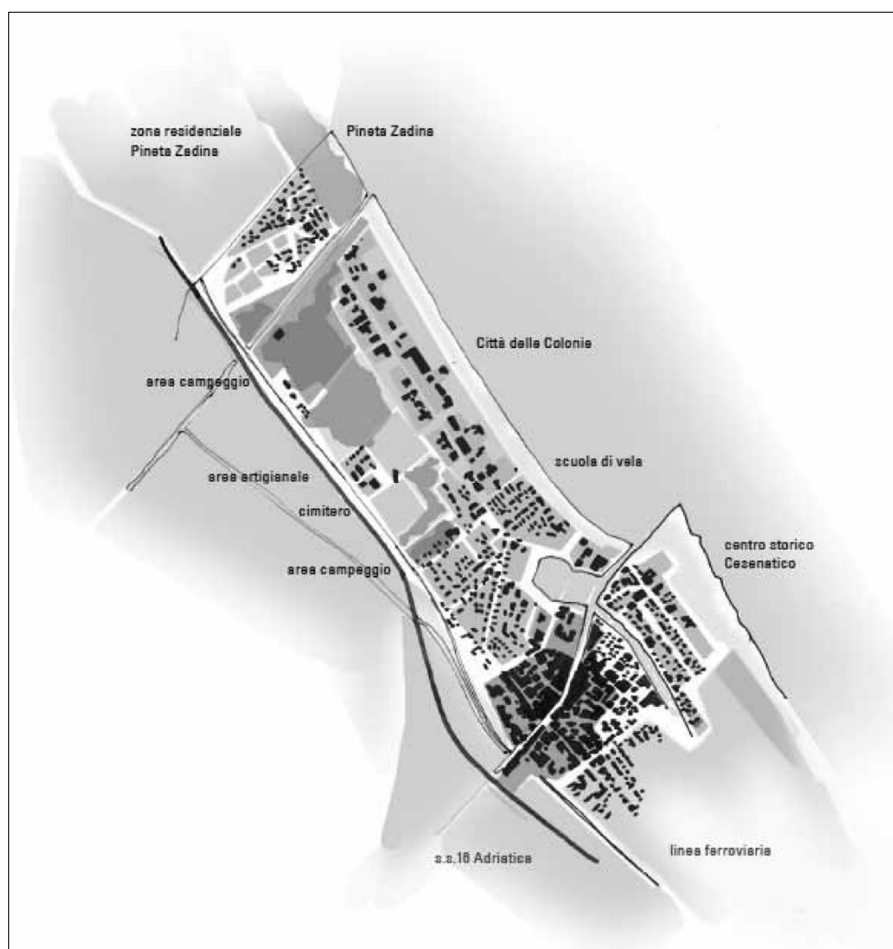 zona residenziale
Pineta Zadina
Pineta Zadina
Città delle Colonie
area campeggio
scuola di vela
area artigianale
cimitero
centro storico
Cesenatico
area campeggio
s.s.16 Adriatica
linea ferroviaria